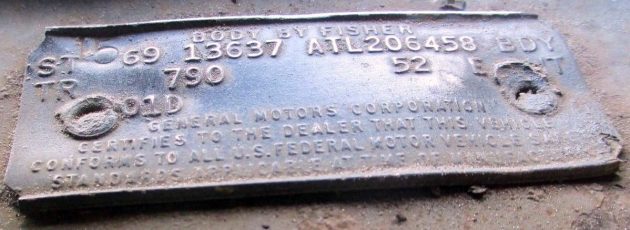 BODY BY FISHER
ST 69 13637 ATL206458 BDY
TR 790 52 E T
01D
GENERAL MOTORS CORPORATION
CERTIFIES TO THE DEALER THAT THIS VEHICLE
CONFORMS TO ALL U.S. FEDERAL MOTOR VEHICLE
STANDARDS APPLICABLE AT TIME OF